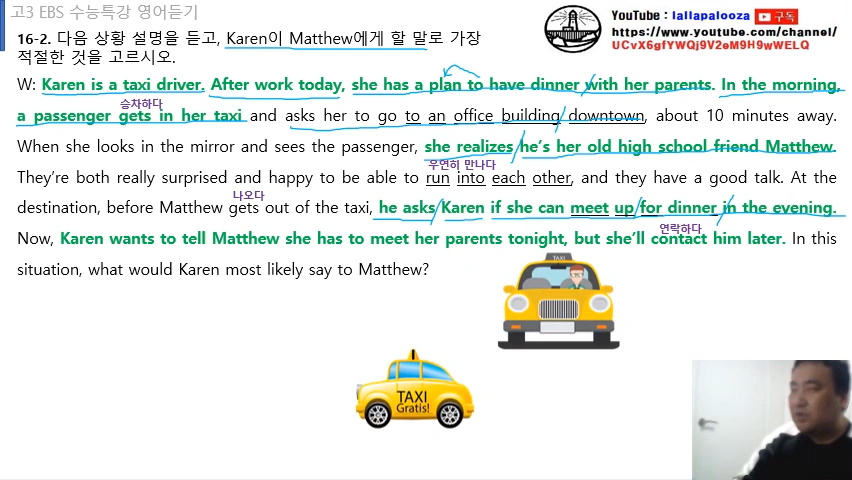 고3 EBS 수능특강 영어듣기
YouTube : lallapalooza 구독
https://www.youtube.com/channel/
UCvX6gfYWQj9V2eM9H9wWELQ
16-2. 다음 상황 설명을 듣고, Karen이 Matthew에게 할 말로 가장
적절한 것을 고르시오.
W: Karen is a taxi driver. After work today, she has a plan to have dinner with her parents. In the morning,
승차하다
a passenger gets in her taxi and asks her to go to an office building downtown, about 10 minutes away.
When she looks in the mirror and sees the passenger, she realizes he's her old high school friend Matthew.
우연히 만나다
They're both really surprised and happy to be able to run into each other, and they have a good talk. At the
나오다
destination, before Matthew gets out of the taxi, he asks Karen if she can meet up for dinner in the evening.
연락하다
Now, Karen wants to tell Matthew she has to meet her parents tonight, but she'll contact him later. In this
situation, what would Karen most likely say to Matthew?
TAXI
TAXI
Gratis!